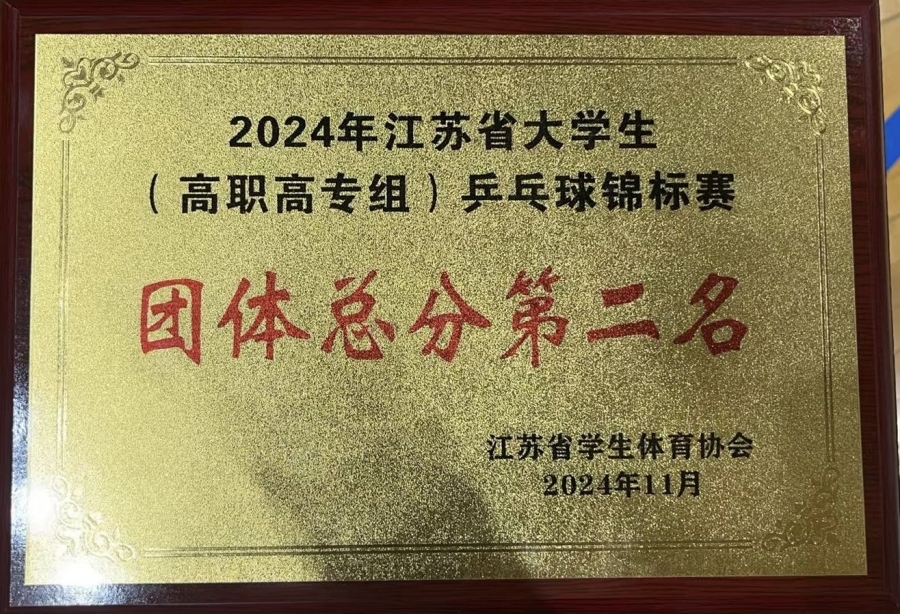 2024年江苏省大学生
（高职高专组）乒乓球锦标赛
团体总分第二名
江苏省学生体育协会
2024年11月